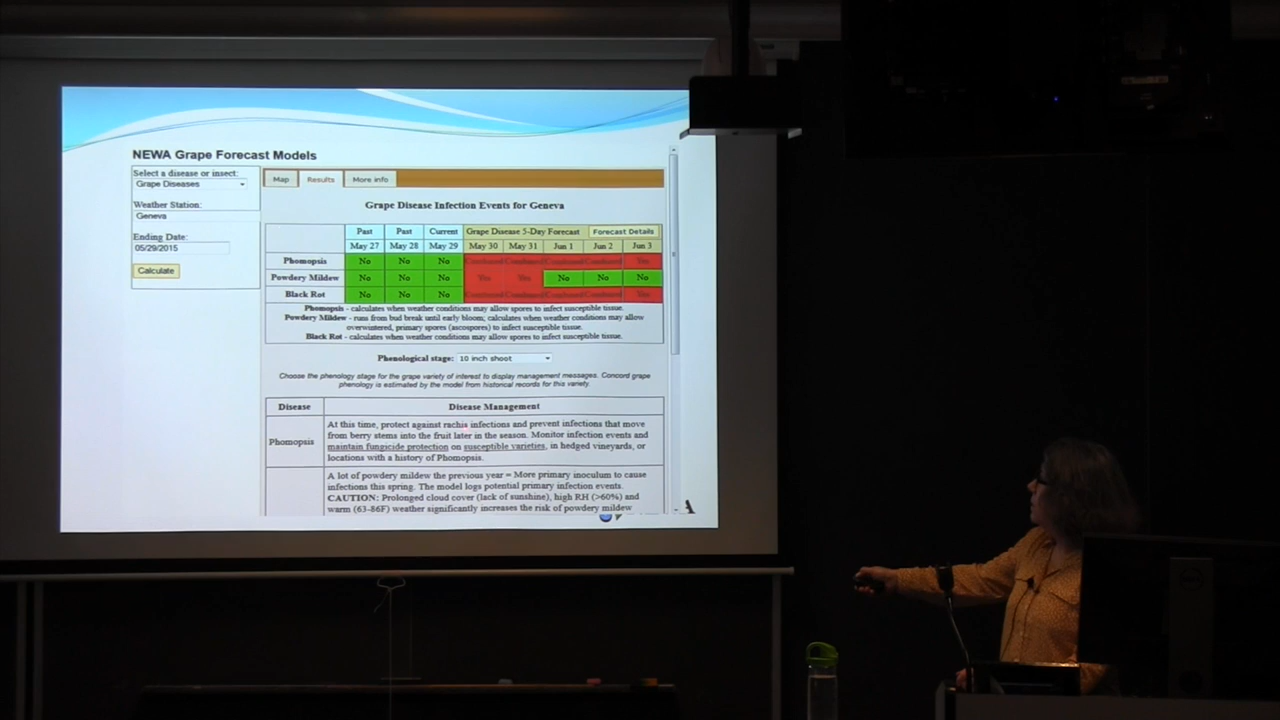 NEWA Grape Forecast Models
Select a disease or insect:
Grape Diseases
Weather Station:
Geneva
Ending Date:
05/29/2015
Calculate
Map Results More info
Grape Disease Infection Events for Geneva
Past Past Current Grape Disease 5-Day Forecast Forecast Details
May 27 May 28 May 29 May 30 May 31 Jun 1 Jun 2 Jun 3
Phomopsis No No No Combined Combined Combined Combined Yes
Powdery Mildew No No No Yes Yes No No No
Black Rot No No No Combined Combined Combined Combined Yes
Phomopsis - calculates when weather conditions may allow spores to infect susceptible tissue.
Powdery Mildew - runs from bud break until early bloom; calculates when weather conditions may allow
overwintered, primary spores (ascospores) to infect susceptible tissue.
Black Rot - calculates when weather conditions may allow spores to infect susceptible tissue.
Phenological stage: 10 inch shoot
Choose the phenology stage for the grape variety of interest to display management messages. Concord grape
phenology is estimated by the model from historical records for this variety.
Disease Disease Management
Phomopsis
At this time, protect against rachis infections and prevent infections that move
from berry stems into the fruit later in the season. Monitor infection events and
maintain fungicide protection on susceptible varieties, in hedged vineyards, or
locations with a history of Phomopsis.
A lot of powdery mildew the previous year = More primary inoculum to cause
infections this spring. The model logs potential primary infection events.
CAUTION: Prolonged cloud cover (lack of sunshine), high RH (>60%) and
warm (63-86F) weather significantly increases the risk of powdery mildew